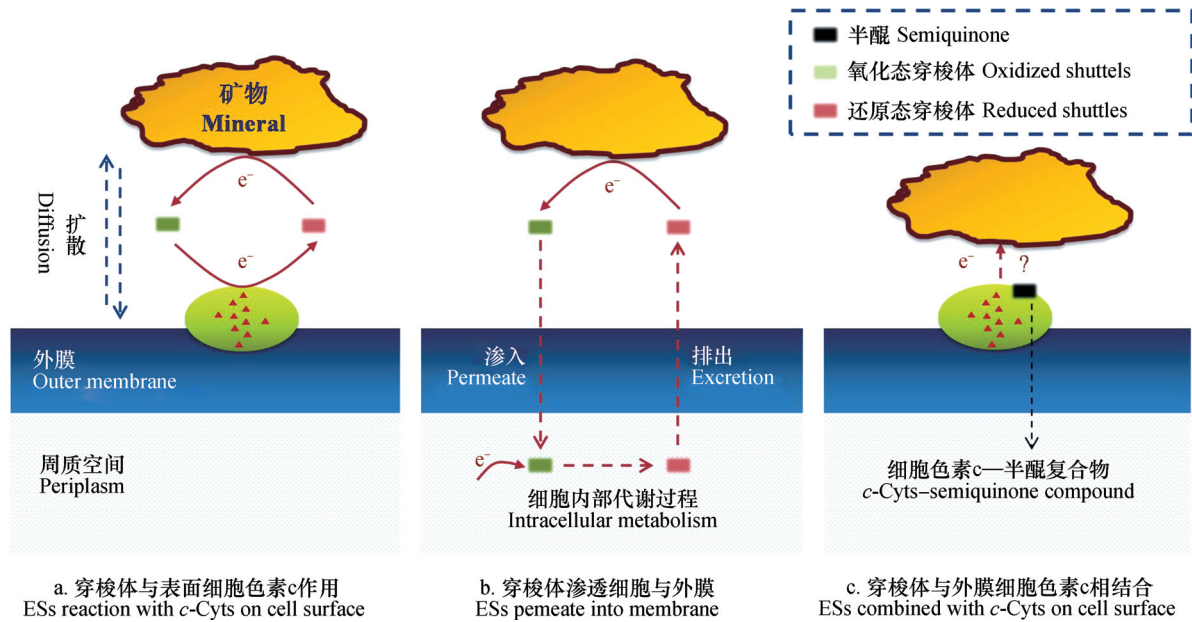 半醌 Semiquinone
氧化态穿梭体 Oxidized shuttels
还原态穿梭体 Reduced shuttles
矿物
Mineral
扩散
Diffusion
e⁻
e⁻
外膜
Outer membrane
周质空间
Periplasm
a. 穿梭体与表面细胞色素c作用
ESs reaction with c-Cyts on cell surface
e⁻
渗入
Permeate
排出
Excretion
e⁻
细胞内部代谢过程
Intracellular metabolism
b. 穿梭体渗透细胞与外膜
ESs pemeate into membrane
e⁻
?
细胞色素c—半醌复合物
c-Cyts–semiquinone compound
c. 穿梭体与外膜细胞色素c相结合
ESs combined with c-Cyts on cell surface